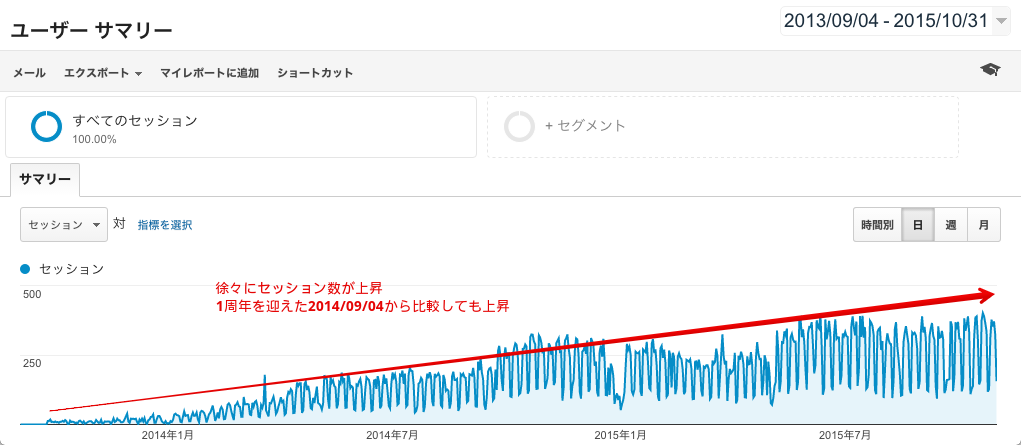 ユーザー サマリー
2013/09/04 - 2015/10/31
メール エクスポート マイレポートに追加 ショートカット
すべてのセッション
100.00%
+ セグメント
サマリー
セッション 対 指標を選択
時間別 日 週 月
セッション
徐々にセッション数が上昇
1周年を迎えた2014/09/04から比較しても上昇
500
250
2014年1月 2014年7月 2015年1月 2015年7月